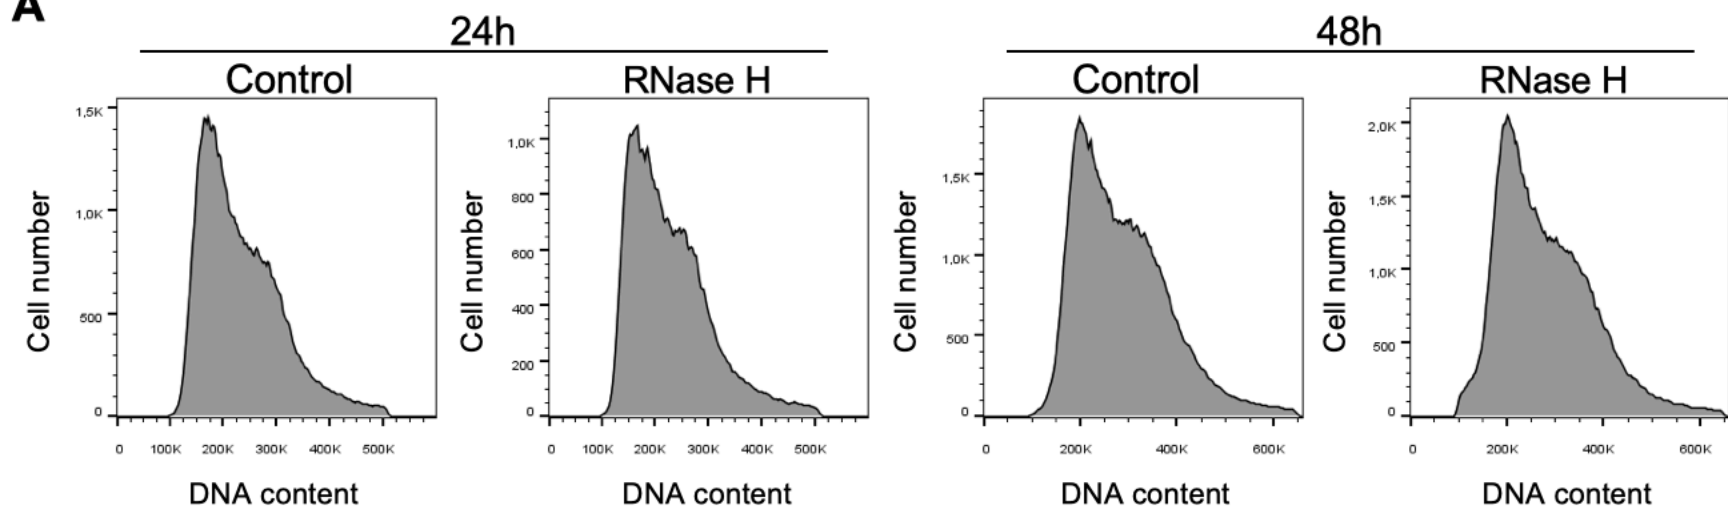 A
24h 48h
Control RNase H Control RNase H
1,5K 1,0K 500 0
1,0K 800 600 400 200 0
1,5K 1,0K 500 0
2,0K 1,5K 1,0K 500 0
Cell number Cell number Cell number Cell number
0 100K 200K 300K 400K 500K 0 100K 200K 300K 400K 500K 0 200K 400K 600K 0 200K 400K 600K
DNA content DNA content DNA content DNA content